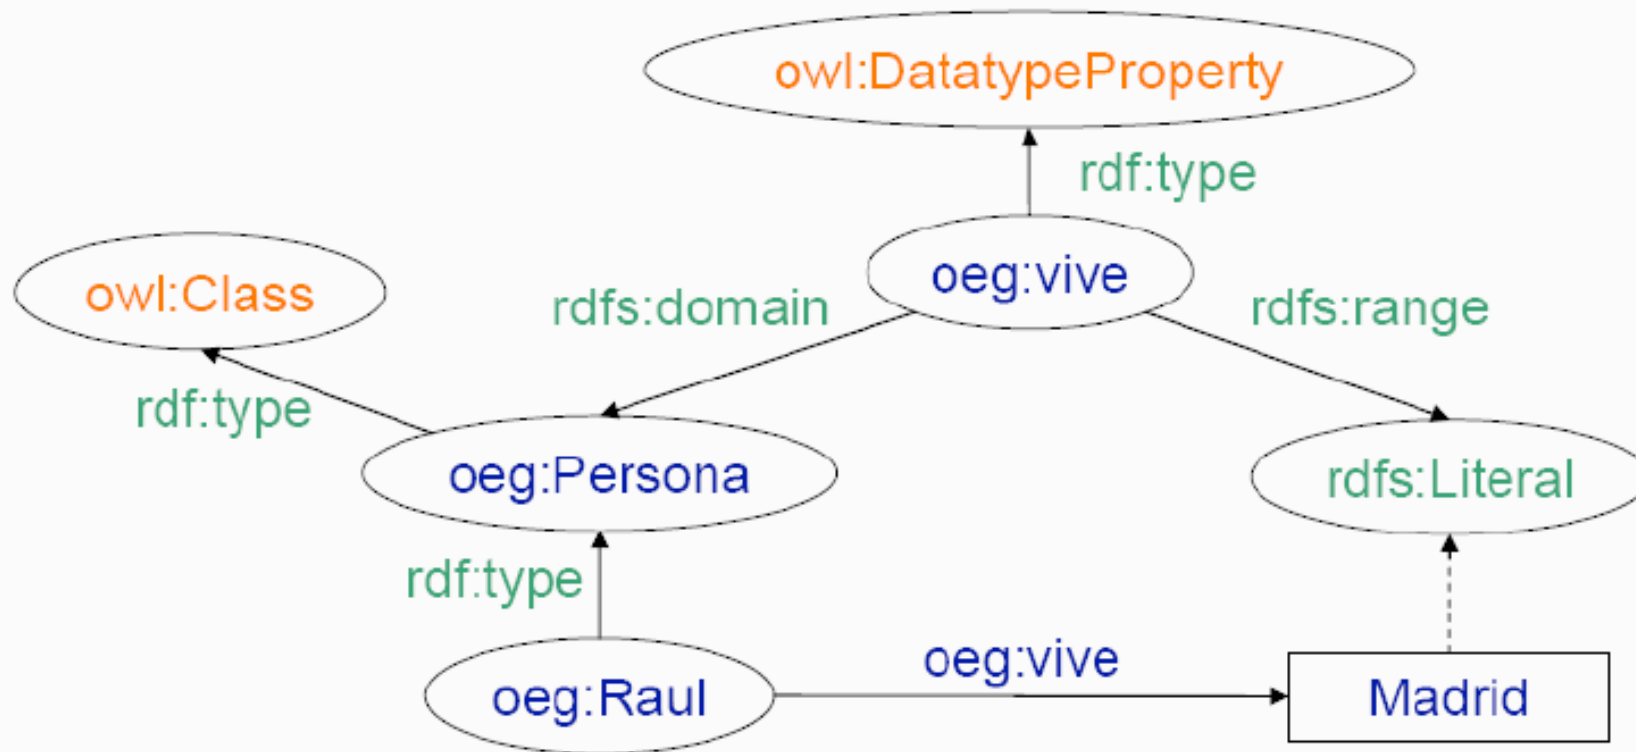 owl:DatatypeProperty
rdf:type
oeg:vive
owl:Class
rdfs:domain
rdfs:range
rdf:type
oeg:Persona
rdfs:Literal
rdf:type
oeg:vive
oeg:Raul
Madrid